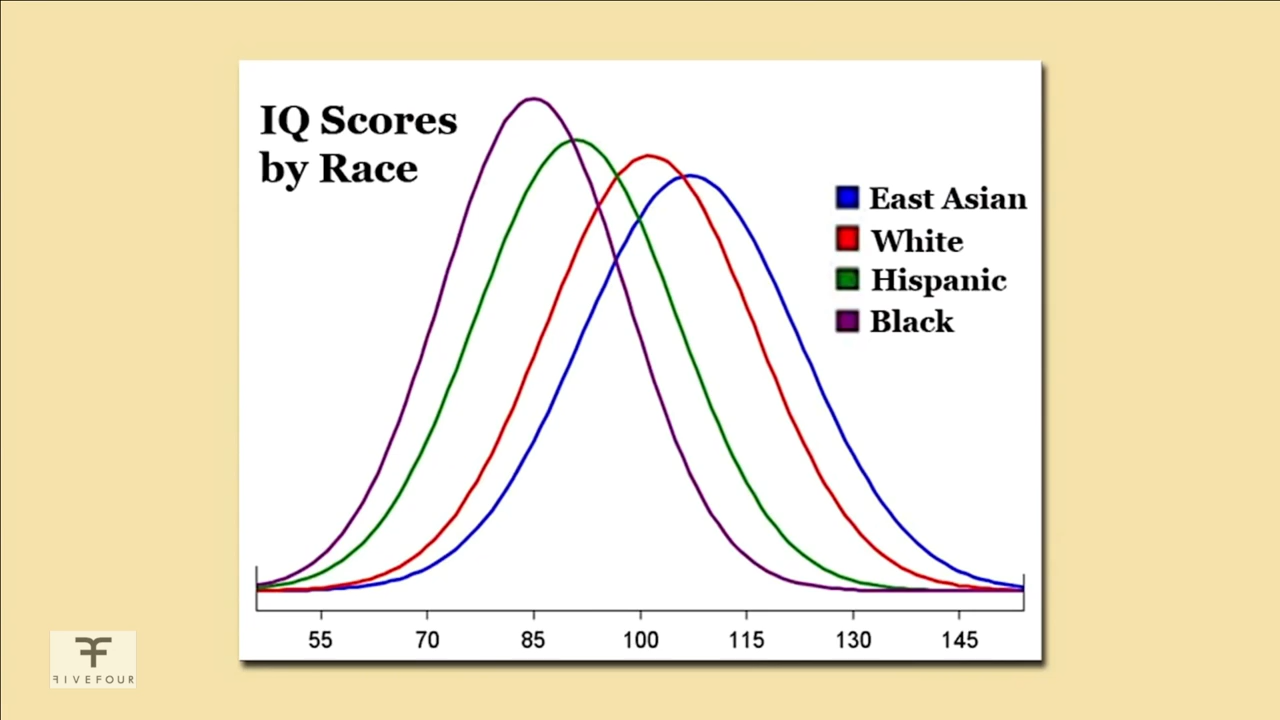 IQ Scores
by Race
East Asian
White
Hispanic
Black
55 70 85 100 115 130 145
FIVEFOUR